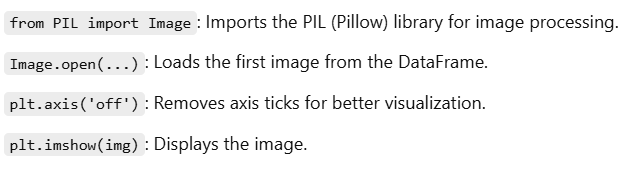 from PIL import Image : Imports the PIL (Pillow) library for image processing.
Image.open(...) : Loads the first image from the DataFrame.
plt.axis('off') : Removes axis ticks for better visualization.
plt.imshow(img) : Displays the image.